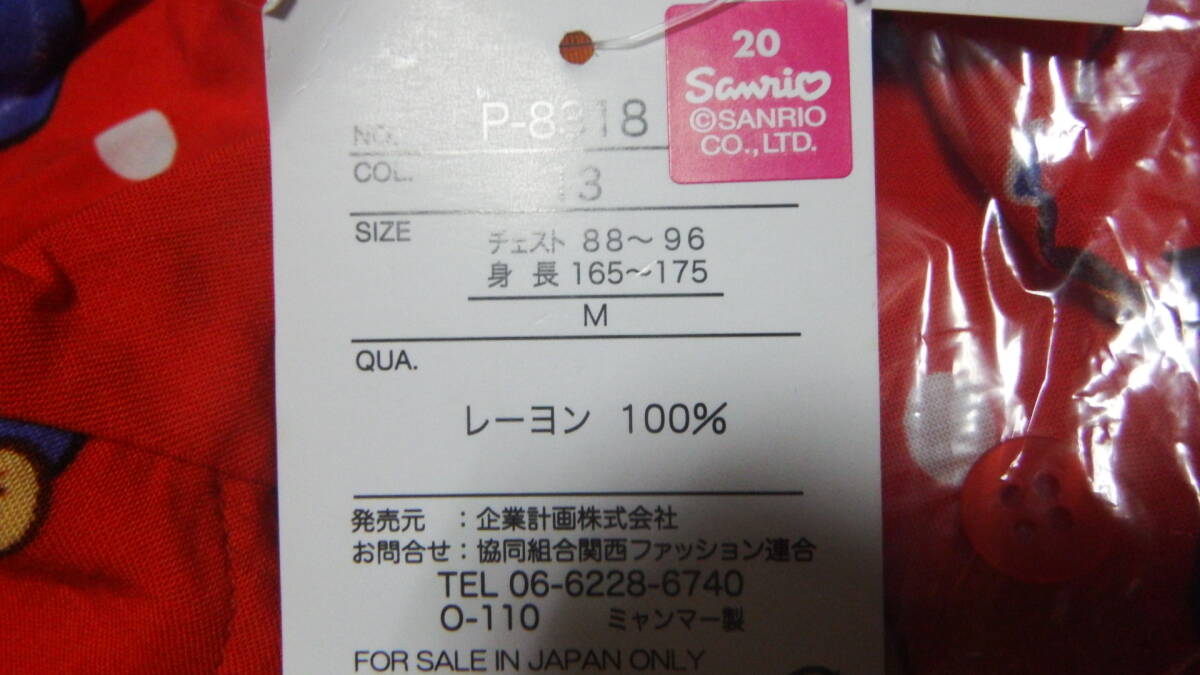 20
Sanrio
©SANRIO
CO., LTD.
NO.
COL. 13
SIZE チェスト 88～96
身長 165～175
M
QUA.
レーヨン 100%
発売元 : 企業計画株式会社
お問合せ : 協同組合関西ファッション連合
TEL 06-6228-6740
O-110 ミャンマー製
FOR SALE IN JAPAN ONLY